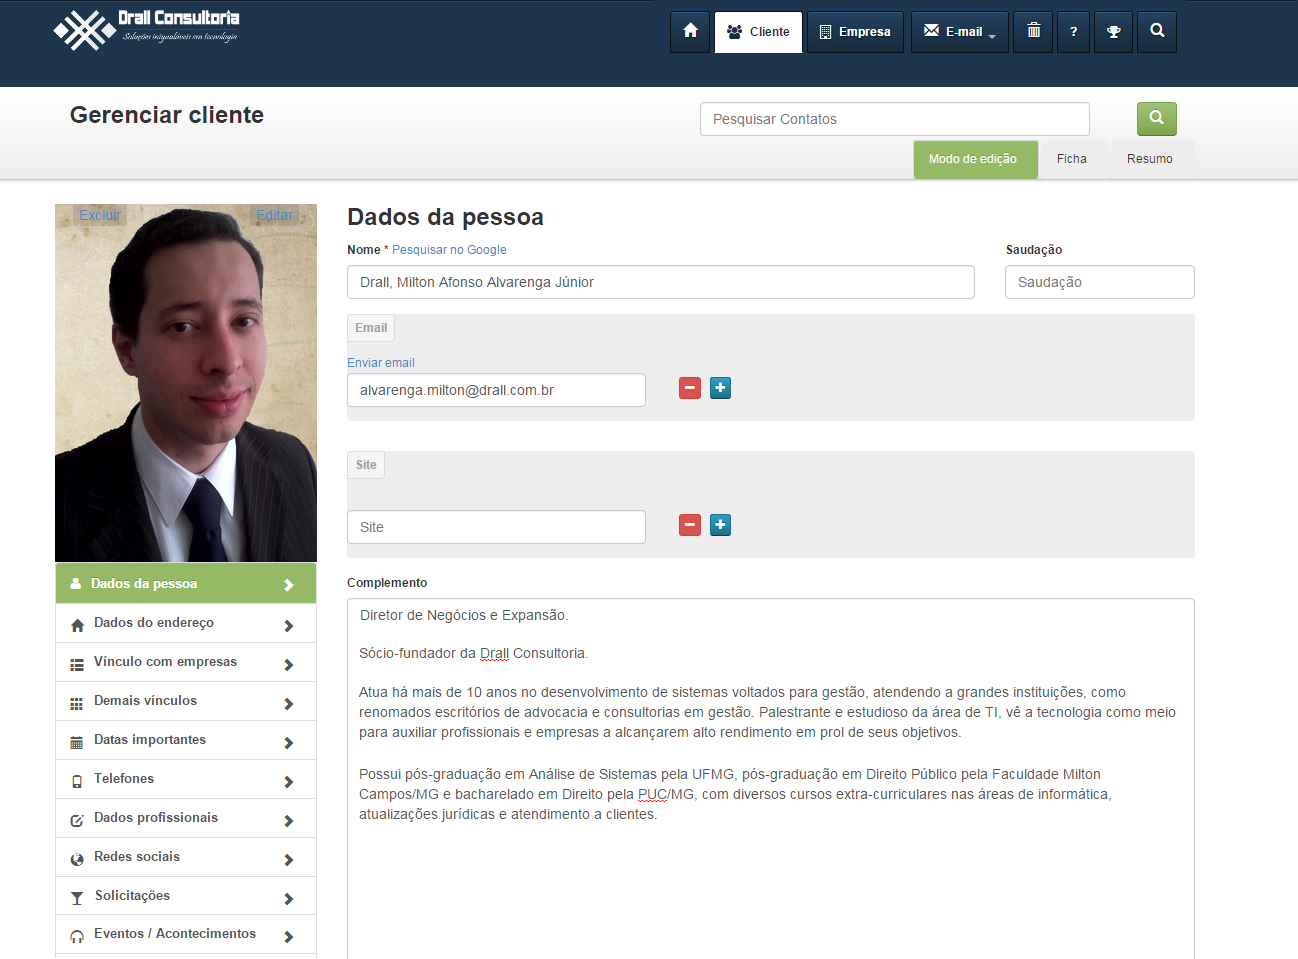 Drall Consultoria
Soluções inigualáveis em tecnologia
Cliente
Empresa
E-mail
?
Gerenciar cliente
Pesquisar Contatos
Modo de edição
Ficha
Resumo
Excluir
Editar
Dados da pessoa
Nome * Pesquisar no Google
Saudação
Drall, Milton Afonso Alvarenga Júnior
Saudação
Email
Enviar email
alvarenga.milton@drall.com.br
Site
Site
Complemento
Diretor de Negócios e Expansão.
Sócio-fundador da Drall Consultoria.
Atua há mais de 10 anos no desenvolvimento de sistemas voltados para gestão, atendendo a grandes instituições, como
renomados escritórios de advocacia e consultorias em gestão. Palestrante e estudioso da área de TI, vê a tecnologia como meio
para auxiliar profissionais e empresas a alcançarem alto rendimento em prol de seus objetivos.
Possui pós-graduação em Análise de Sistemas pela UFMG, pós-graduação em Direito Público pela Faculdade Milton
Campos/MG e bacharelado em Direito pela PUC/MG, com diversos cursos extra-curriculares nas áreas de informática,
atualizações jurídicas e atendimento a clientes.
Dados da pessoa
Dados do endereço
Vínculo com empresas
Demais vínculos
Datas importantes
Telefones
Dados profissionais
Redes sociais
Solicitações
Eventos / Acontecimentos